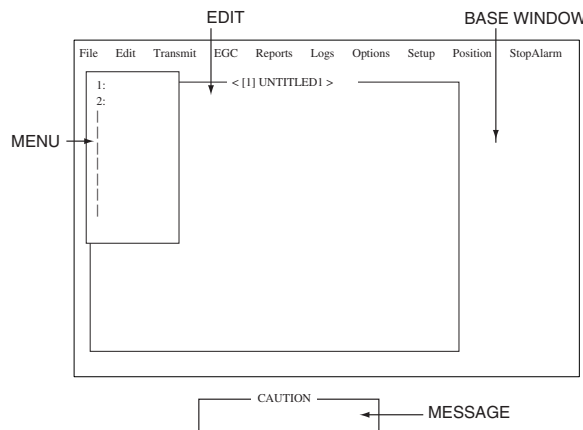 EDIT BASE WINDOW
File Edit Transmit EGC Reports Logs Options Setup Position StopAlarm
< [1] UNTITLED1 >
1:
2:
MENU
CAUTION
MESSAGE